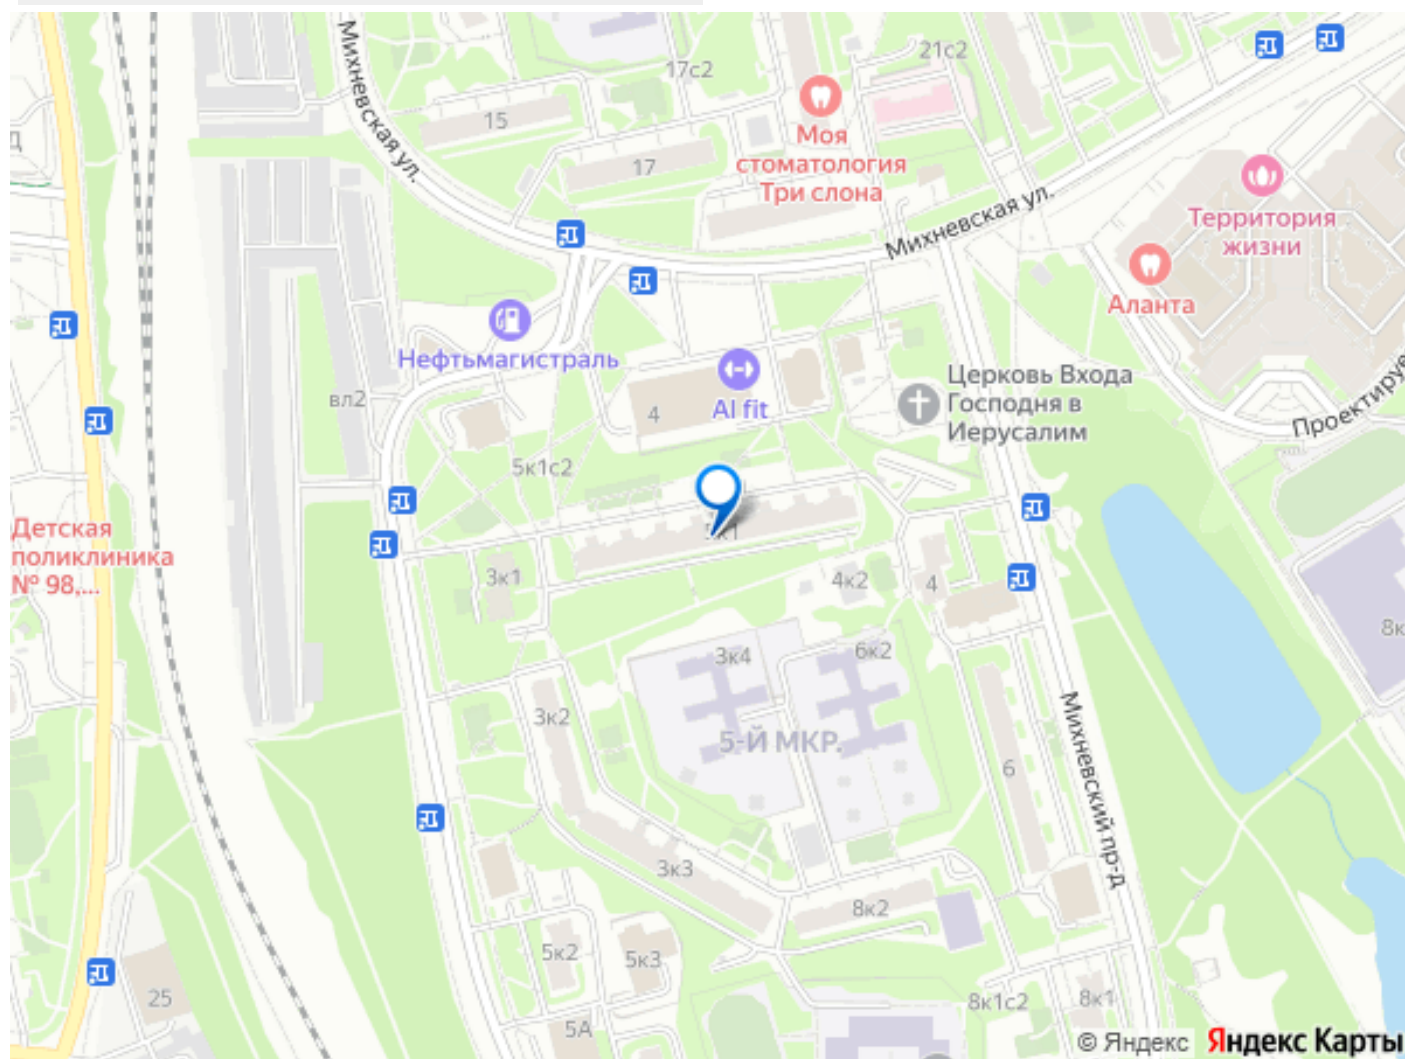 Михневская ул.
17с2
21с2
15
17
Моя
стоматология
Три слона
Михневская ул.
Территория
жизни
Аланта
Нефтьмагистраль
вл2
4
AI fit
Церковь Входа
Господня в
Иерусалим
Проектируе
5к1с2
Детская
поликлиника
№ 98,...
3к1
4к2
4
3к4
6к2
8к
3к2
5-Й МКР.
6
Михневский пр-д
3к3
8к2
5к2
5к3
25
5А
8к1с2
8к1
© Яндекс Яндекс Карты